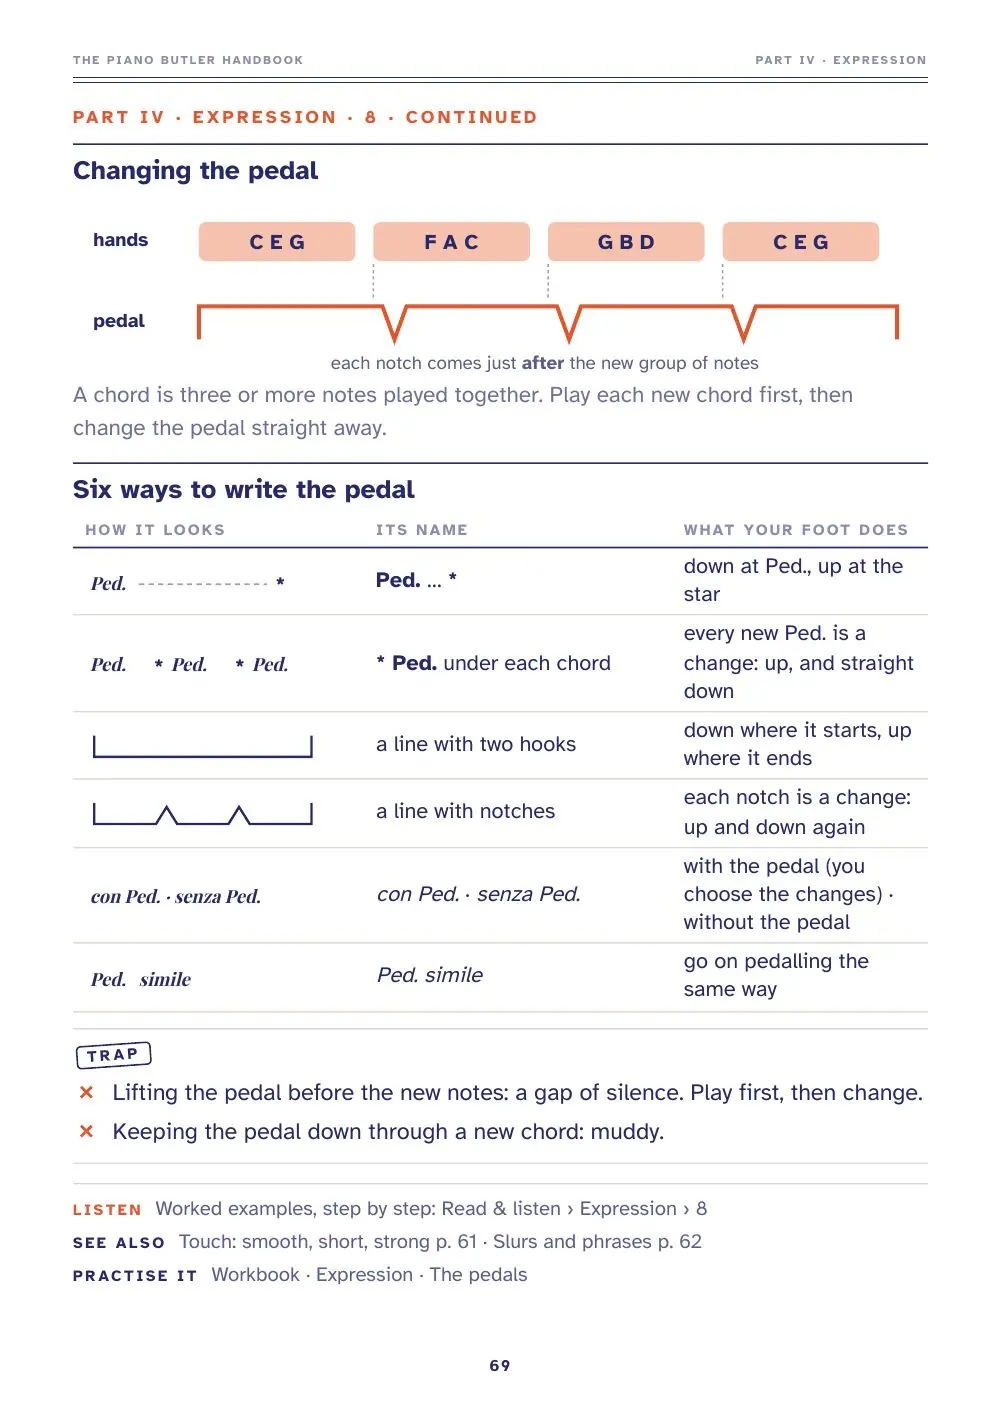 THE PIANO BUTLER HANDBOOK PART IV · EXPRESSION
PART IV · EXPRESSION · 8 · CONTINUED
Changing the pedal
hands C E G F A C G B D C E G
pedal
each notch comes just after the new group of notes
A chord is three or more notes played together. Play each new chord first, then
change the pedal straight away.
Six ways to write the pedal
HOW IT LOOKS ITS NAME WHAT YOUR FOOT DOES
Ped. * Ped. ... * down at Ped., up at the
star
Ped. * Ped. * Ped. * Ped. under each chord every new Ped. is a
change: up, and straight
down
a line with two hooks down where it starts, up
where it ends
a line with notches each notch is a change:
up and down again
con Ped. · senza Ped. con Ped. · senza Ped. with the pedal (you
choose the changes) ·
without the pedal
Ped. simile Ped. simile go on pedalling the
same way
TRAP
× Lifting the pedal before the new notes: a gap of silence. Play first, then change.
× Keeping the pedal down through a new chord: muddy.
LISTEN Worked examples, step by step: Read & listen › Expression › 8
SEE ALSO Touch: smooth, short, strong p. 61 · Slurs and phrases p. 62
PRACTISE IT Workbook · Expression · The pedals
69